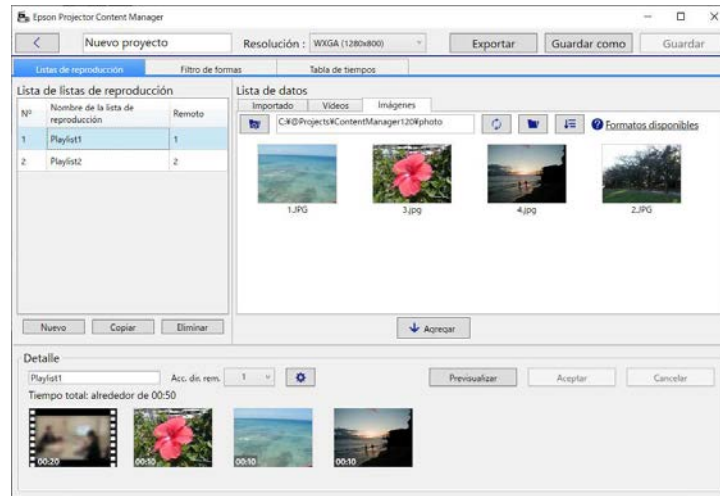 Epson Projector Content Manager
Nuevo proyecto
Resolución :
WXGA (1280x800)
Exportar
Guardar como
Guardar
Listas de reproducción
Filtro de formas
Tabla de tiempos
Lista de listas de reproducción
Nº
Nombre de la lista de
reproducción
Remoto
1
Playlist1
1
2
Playlist2
2
Nuevo
Copiar
Eliminar
Lista de datos
Importado
Vídeos
Imágenes
C:¥@Projects¥ContentManager120¥photo
Formatos disponibles
1.JPG
3.jpg
4.jpg
2.JPG
Agregar
Detalle
Playlist1
Acc. dir. rem.
1
Previsualizar
Aceptar
Cancelar
Tiempo total: alrededor de 00:50
00:20
00:10
00:10
00:10